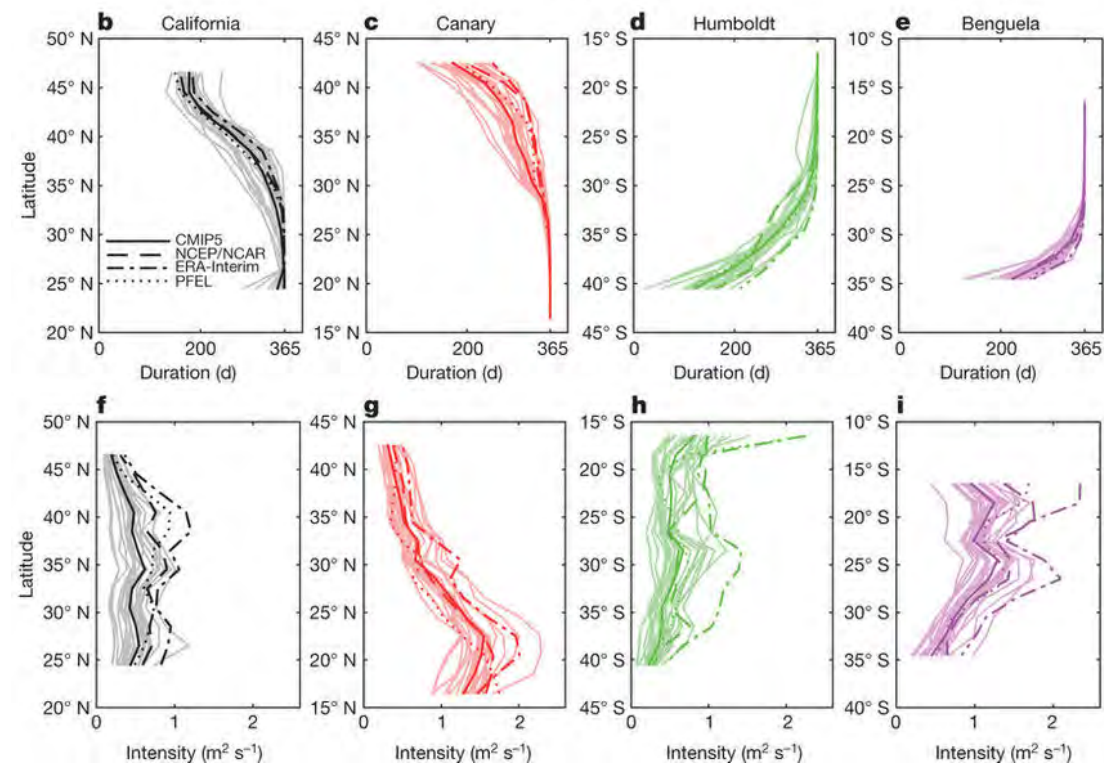 b California c Canary d Humboldt e Benguela
50° N 45° N 15° S 10° S
45° N 40° N 20° S 15° S
40° N 35° N 25° S 20° S
35° N 30° N 30° S 25° S
30° N 25° N 35° S 30° S
25° N 20° N 40° S 35° S
20° N 15° N 45° S 40° S
Latitude
CMIP5
NCEP/NCAR
ERA-Interim
PFEL
0 200 365 0 200 365 0 200 365 0 200 365
Duration (d) Duration (d) Duration (d) Duration (d)
f g h i
50° N 45° N 15° S 10° S
45° N 40° N 20° S 15° S
40° N 35° N 25° S 20° S
35° N 30° N 30° S 25° S
30° N 25° N 35° S 30° S
25° N 20° N 40° S 35° S
20° N 15° N 45° S 40° S
Latitude
0 1 2 0 1 2 0 1 2 0 1 2
Intensity (m² s⁻¹) Intensity (m² s⁻¹) Intensity (m² s⁻¹) Intensity (m² s⁻¹)